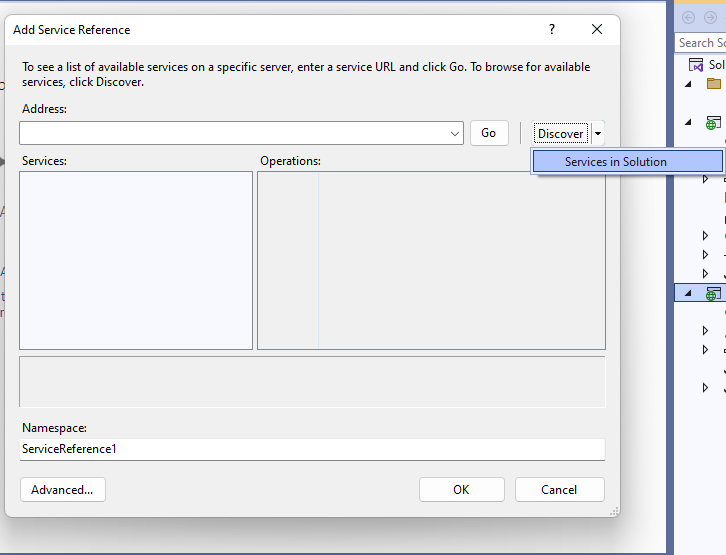 Add Service Reference
?
Search So
To see a list of available services on a specific server, enter a service URL and click Go. To browse for available
services, click Discover.
Sol
Address:
Go
Discover
Services in Solution
Services:
Operations:
Namespace:
ServiceReference1
Advanced...
OK
Cancel